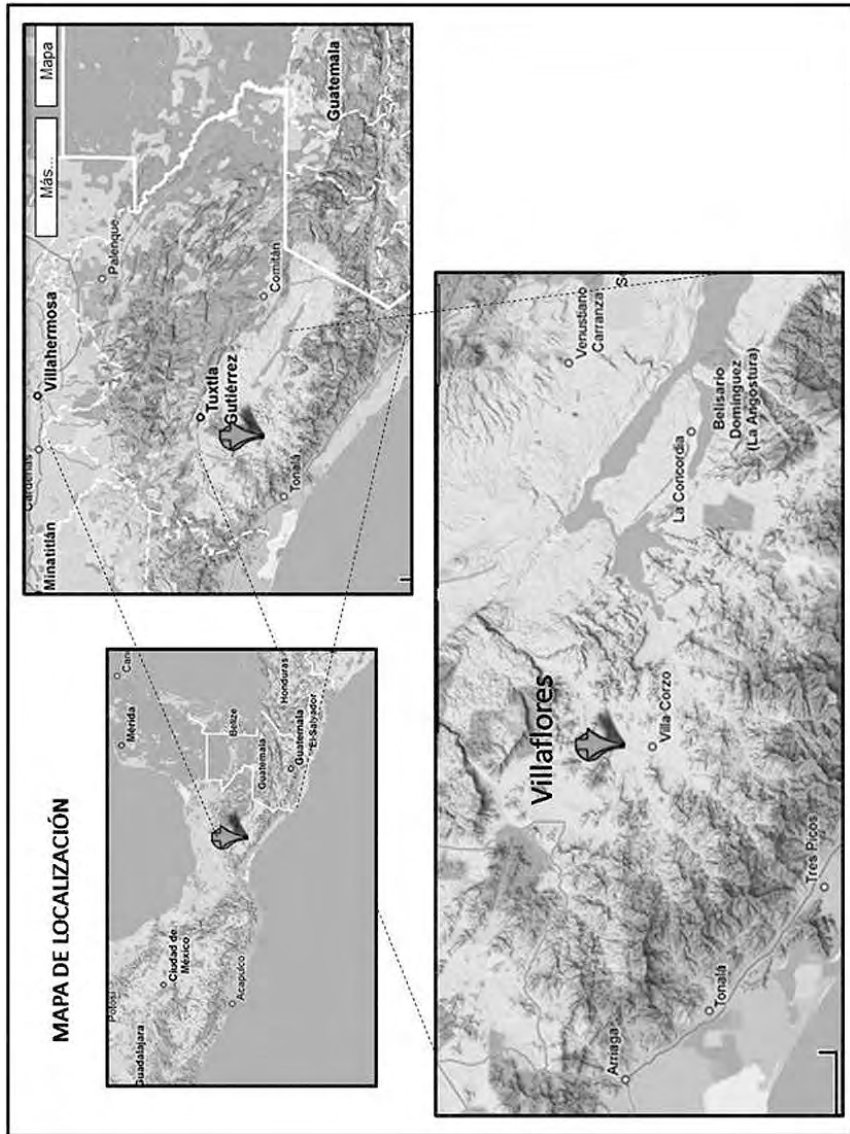 MAPA DE LOCALIZACIÓN
Potosí
Guadalajara
Ciudad de
México
Acapulco
Mérida
Can
Belize
Guatemala
Honduras
Guatemala
El Salvador
Más...
Mapa
Minatitlán
Cárdenas
Villahermosa
Palenque
Tuxtla
Gutiérrez
Comitán
Tonalá
Guatemala
Villaflores
Villa Corzo
Arriaga
Tonalá
Tres Picos
Venustiano
Carranza
La Concordia
Belisario
Domínguez
(La Angostura)